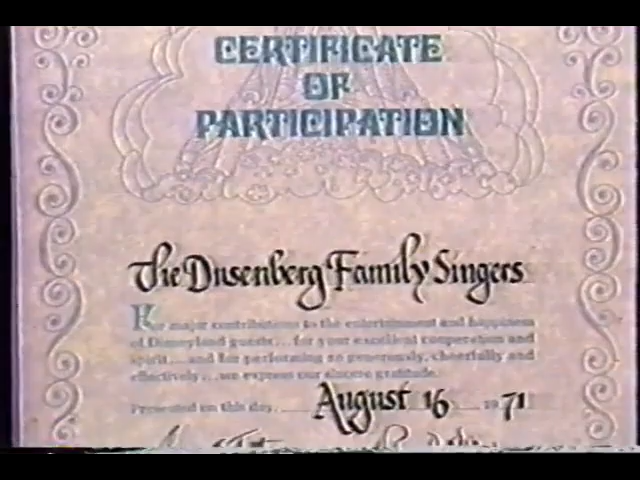 CERTIFICATE
OF
PARTICIPATION
The Dusenberg Family Singers
For major contributions to the entertainment and happiness
of Disneyland guests...for your excellent cooperation and
spirit...and for performing so generously, cheerfully and
effectively...we express our sincere gratitude.
Presented on this day, August 16 1971